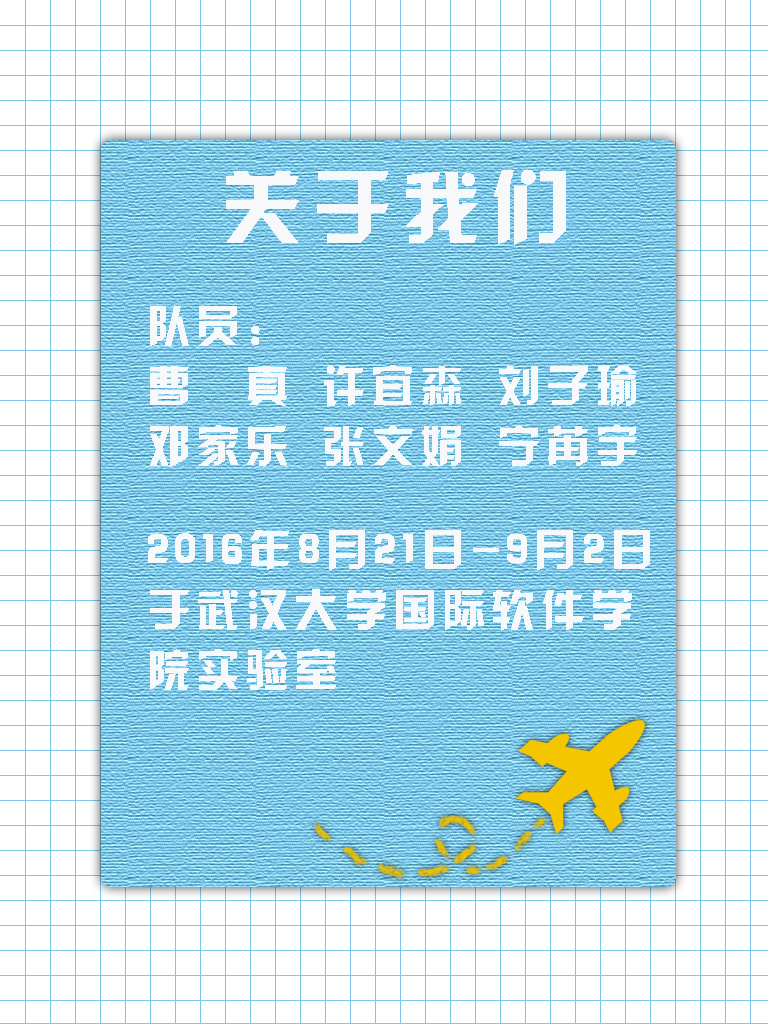 关于我们
队员：
曹　真 许宜森 刘子瑜
邓家乐 张文娟 宁苒宇
2016年8月21日-9月2日
于武汉大学国际软件学
院实验室